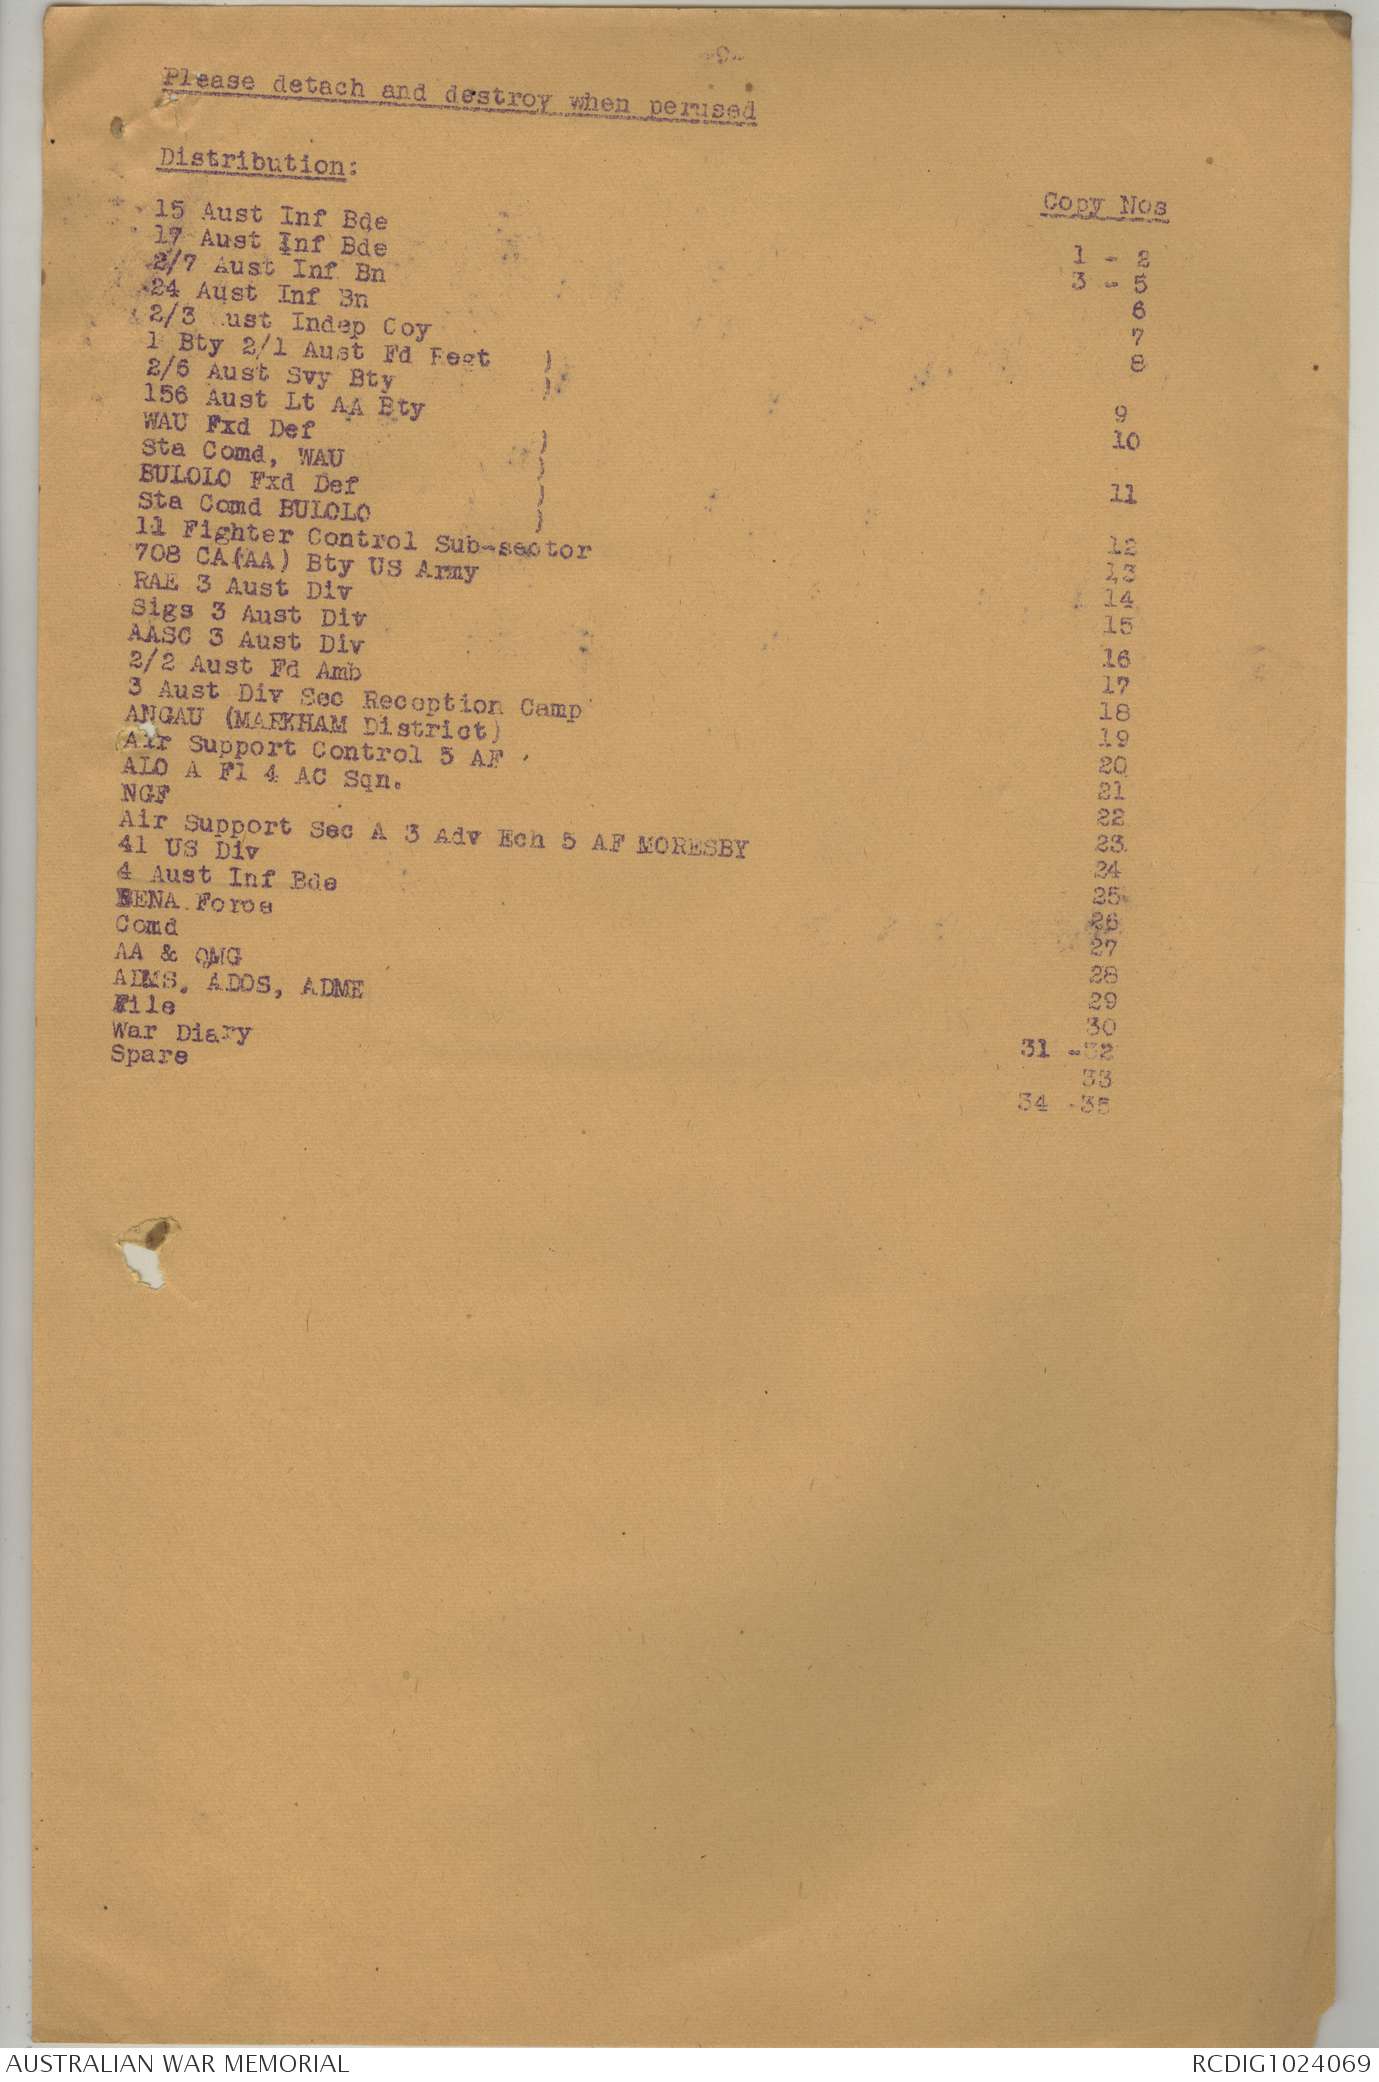 -9-
Please detach and destroy when perused
Distribution:
15 Aust Inf Bde
17 Aust Inf Bde
2/7 Aust Inf Bn
24 Aust Inf Bn
2/3 ust Indep Coy
1 Bty 2/1 Aust Fd Regt )
2/6 Aust Svy Bty )
156 Aust Lt AA Bty
WAU Fxd Def )
Sta Comd, WAU )
BULOLO Fxd Def )
Sta Comd BULOLO )
11 Fighter Control Sub-sector
708 CA(AA) Bty US Army
RAE 3 Aust Div
Sigs 3 Aust Div
AASC 3 Aust Div
2/2 Aust Fd Amb
3 Aust Div Sec Reception Camp
ANGAU (MARKHAM District)
Air Support Control 5 AF
ALO A Fl 4 AC Sqn.
NGF
Air Support Sec A 3 Adv Ech 5 AF MORESBY
41 US Div
4 Aust Inf Bde
BENA Force
Comd
AA & QMG
ADMS, ADOS, ADME
File
War Diary
Spare
Copy Nos
1 - 2
3 - 5
6
7
8
9
10
11
12
13
14
15
16
17
18
19
20
21
22
23
24
25
26
27
28
29
30
31 -32
33
34 -35
AUSTRALIAN WAR MEMORIAL
RCDIG1024069